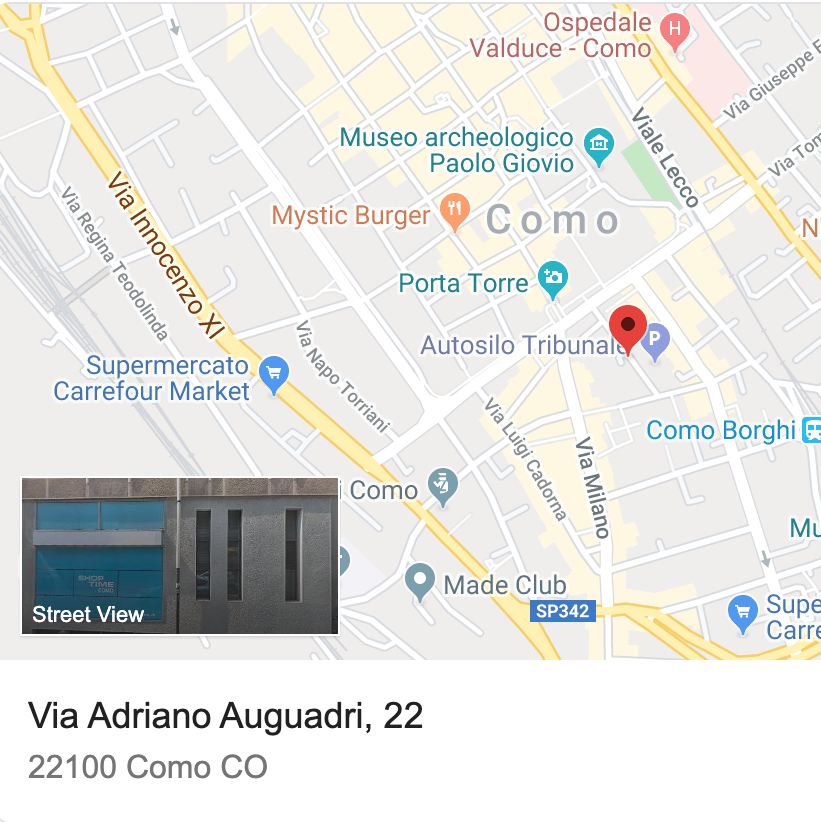 Ospedale
Valduce - Como
Via Giuseppe F
Viale Lecco
Museo archeologico
Paolo Giovio
Via Tom
Via Innocenzo XI
Via Regina Teodolinda
Mystic Burger
Como
N
Porta Torre
Autosilo Tribunale
P
Via Napo Torriani
Supermercato
Carrefour Market
Via Luigi Cadorna
Como Borghi
Via Milano
i Como
Mu
Made Club
SP342
Supe
Carre
SHOP
TIME
COMO
Street View
Via Adriano Auguadri, 22
22100 Como CO